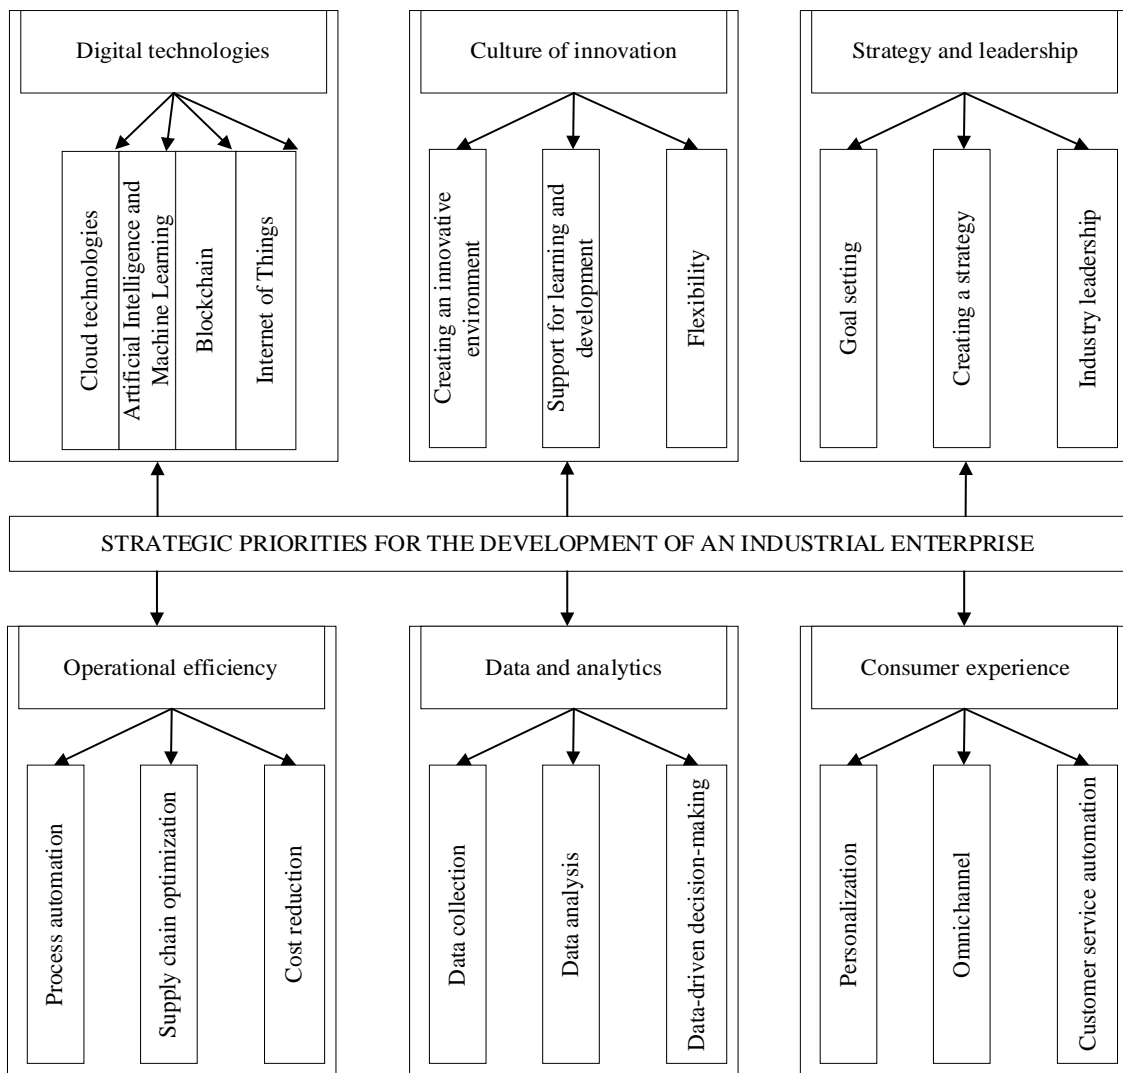 Digital technologies
Cloud technologies
Artificial Intelligence and
Machine Learning
Blockchain
Internet of Things
Culture of innovation
Creating an innovative
environment
Support for learning and
development
Flexibility
Strategy and leadership
Goal setting
Creating a strategy
Industry leadership
STRATEGIC PRIORITIES FOR THE DEVELOPMENT OF AN INDUSTRIAL ENTERPRISE
Operational efficiency
Process automation
Supply chain optimization
Cost reduction
Data and analytics
Data collection
Data analysis
Data-driven decision-making
Consumer experience
Personalization
Omnichannel
Customer service automation